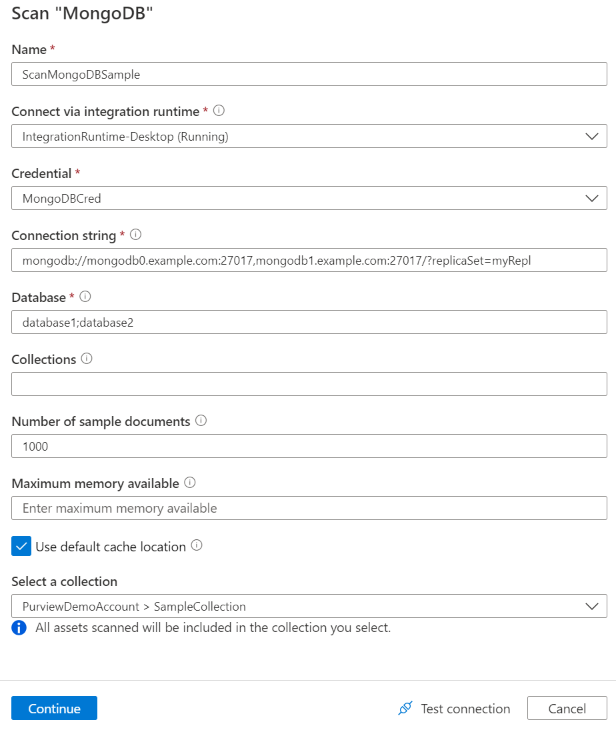 Scan "MongoDB"
Name *
ScanMongoDBSample
Connect via integration runtime *
IntegrationRuntime-Desktop (Running)
Credential *
MongoDBCred
Connection string *
mongodb://mongodb0.example.com:27017,mongodb1.example.com:27017/?replicaSet=myRepl
Database *
database1;database2
Collections
Number of sample documents
1000
Maximum memory available
Enter maximum memory available
Use default cache location
Select a collection
PurviewDemoAccount > SampleCollection
All assets scanned will be included in the collection you select.
Continue Test connection Cancel